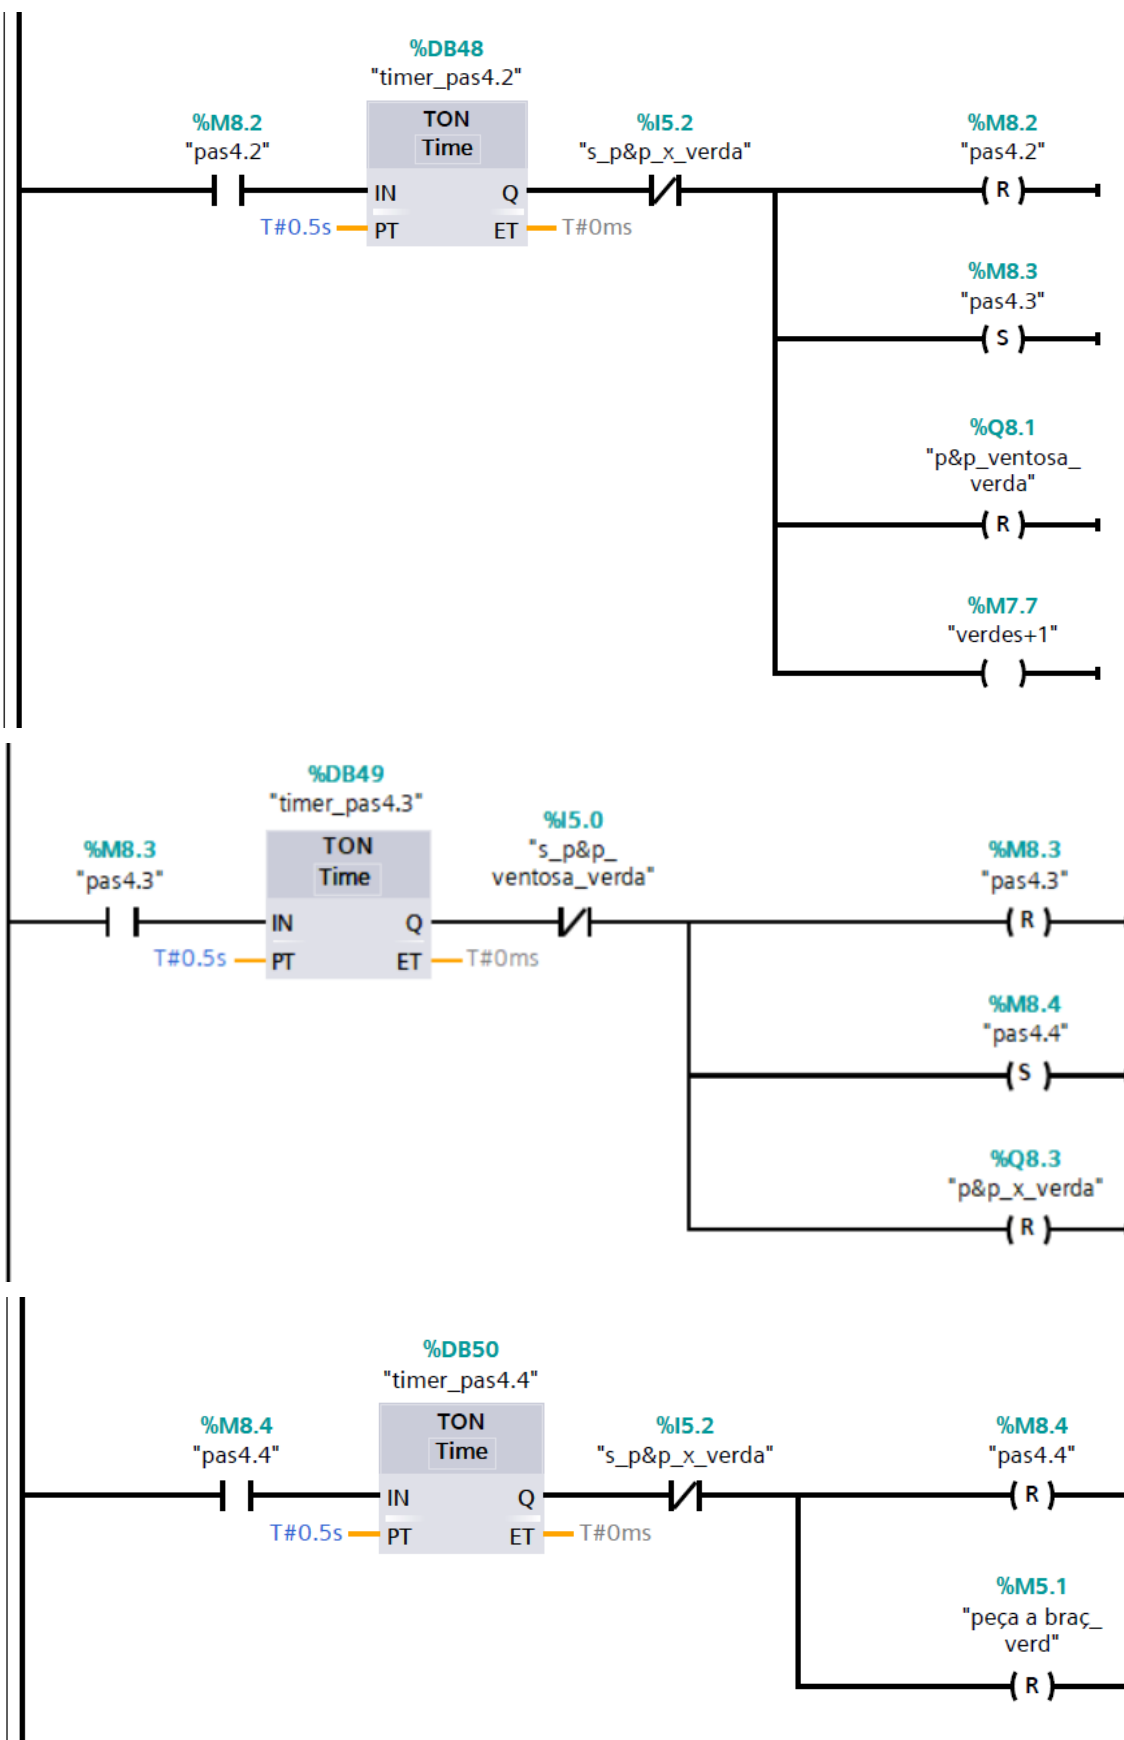 %DB48
"timer_pas4.2"
%M8.2
"pas4.2"
TON
Time
%I5.2
"s_p&p_x_verda"
%M8.2
"pas4.2"
IN
Q
( R )
T#0.5s
PT
ET
T#0ms
%M8.3
"pas4.3"
( S )
%Q8.1
"p&p_ventosa_
verda"
( R )
%M7.7
"verdes+1"
( )
%DB49
"timer_pas4.3"
%M8.3
"pas4.3"
TON
Time
%I5.0
"s_p&p_
ventosa_verda"
%M8.3
"pas4.3"
IN
Q
( R )
T#0.5s
PT
ET
T#0ms
%M8.4
"pas4.4"
( S )
%Q8.3
"p&p_x_verda"
( R )
%DB50
"timer_pas4.4"
%M8.4
"pas4.4"
TON
Time
%I5.2
"s_p&p_x_verda"
%M8.4
"pas4.4"
IN
Q
( R )
T#0.5s
PT
ET
T#0ms
%M5.1
"peça a braç_
verd"
( R )